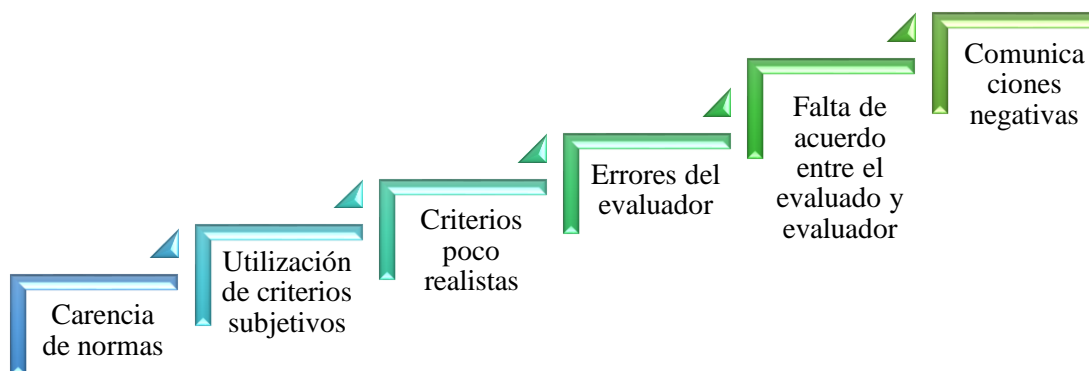 Carencia
de normas
Utilización
de criterios
subjetivos
Criterios
poco
realistas
Errores del
evaluador
Falta de
acuerdo
entre el
evaluado y
evaluador
Comunica
ciones
negativas